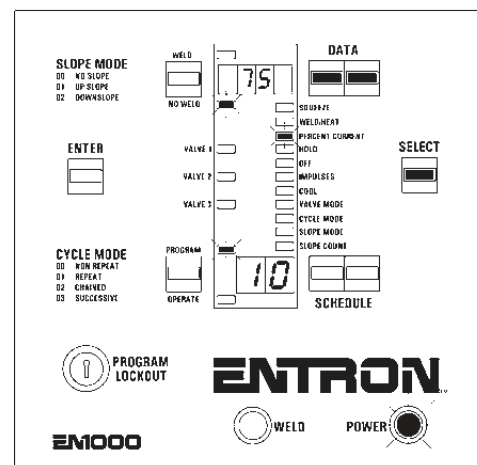 SLOPE MODE
00 NO SLOPE
01 UP SLOPE
02 DOWNSLOPE
WELD
NO WELD
75
DATA
SQUEEZE
WELD/HEAT
PERCENT CURRENT
HOLD
OFF
IMPULSES
COOL
VALVE MODE
CYCLE MODE
SLOPE MODE
SLOPE COUNT
ENTER
VALVE 1
VALVE 2
VALVE 3
SELECT
CYCLE MODE
00 NON REPEAT
01 REPEAT
02 CHAINED
03 SUCCESSIVE
PROGRAM
OPERATE
10
SCHEDULE
PROGRAM
LOCKOUT
ENTRON
EN1000
WELD
POWER